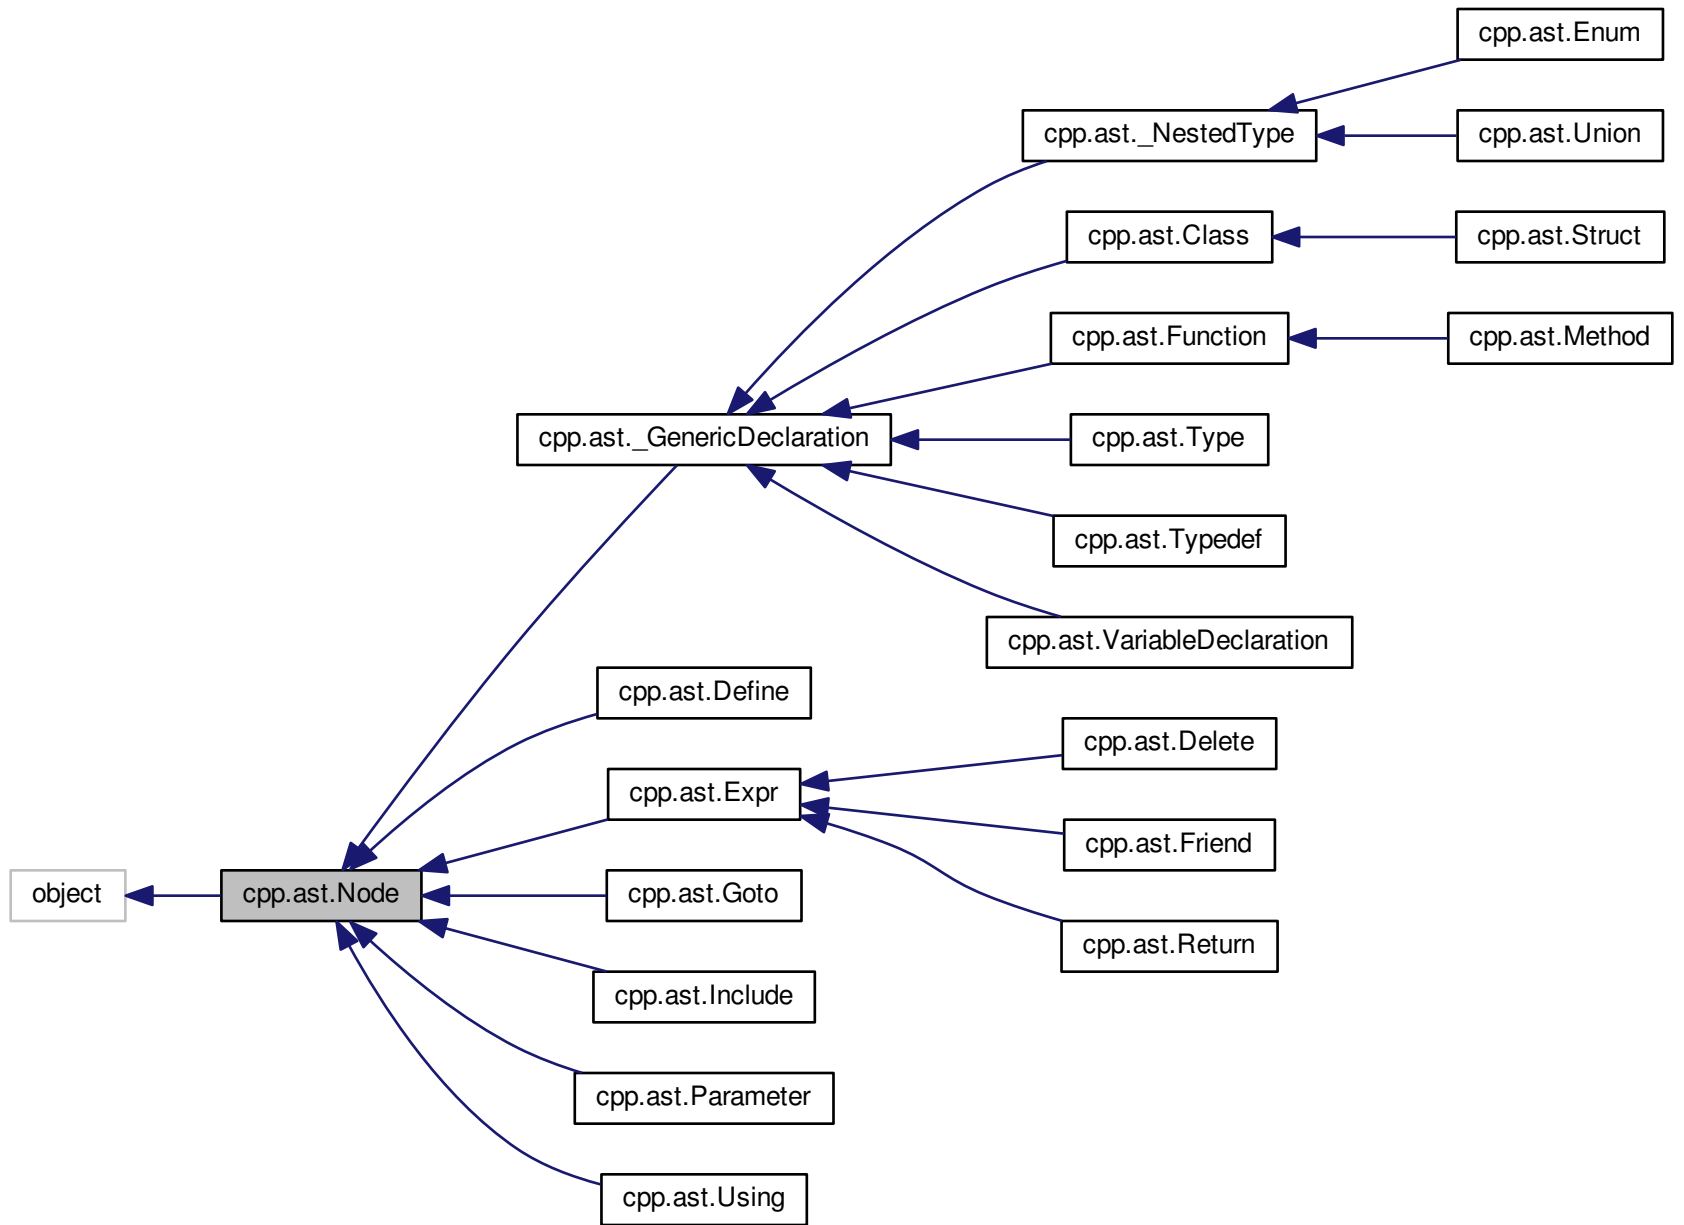 cpp.ast.Enum
cpp.ast._NestedType
cpp.ast.Union
cpp.ast.Class
cpp.ast.Struct
cpp.ast.Function
cpp.ast.Method
cpp.ast._GenericDeclaration
cpp.ast.Type
cpp.ast.Typedef
cpp.ast.VariableDeclaration
cpp.ast.Define
cpp.ast.Delete
cpp.ast.Expr
cpp.ast.Friend
object
cpp.ast.Node
cpp.ast.Goto
cpp.ast.Return
cpp.ast.Include
cpp.ast.Parameter
cpp.ast.Using